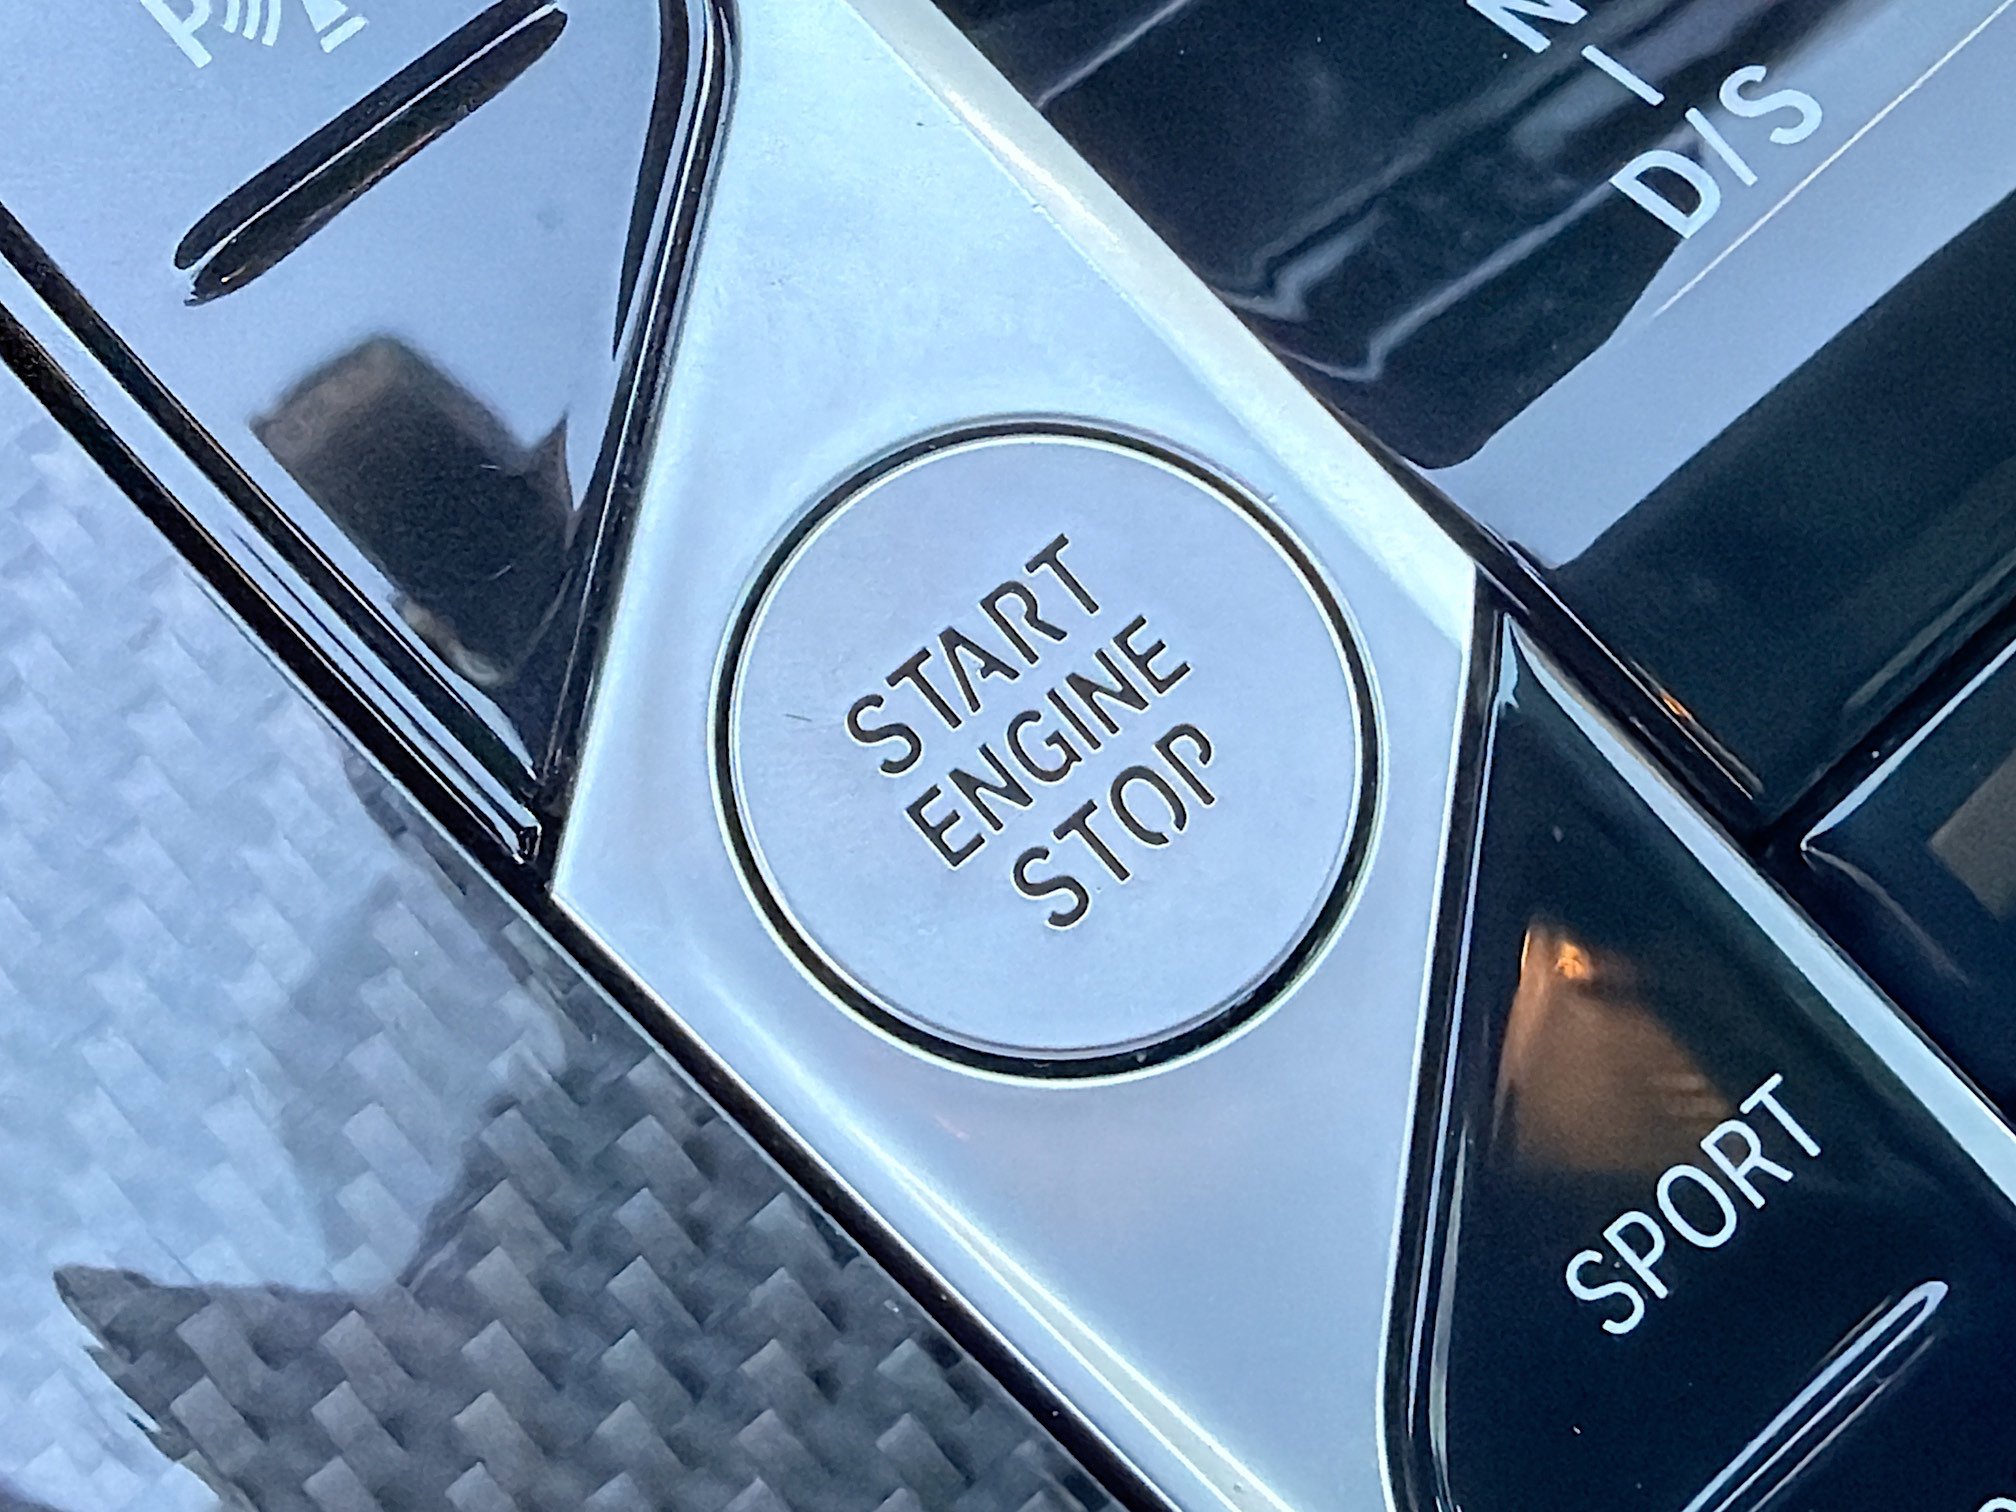 P
N
D/S
START
ENGINE
STOP
SPORT